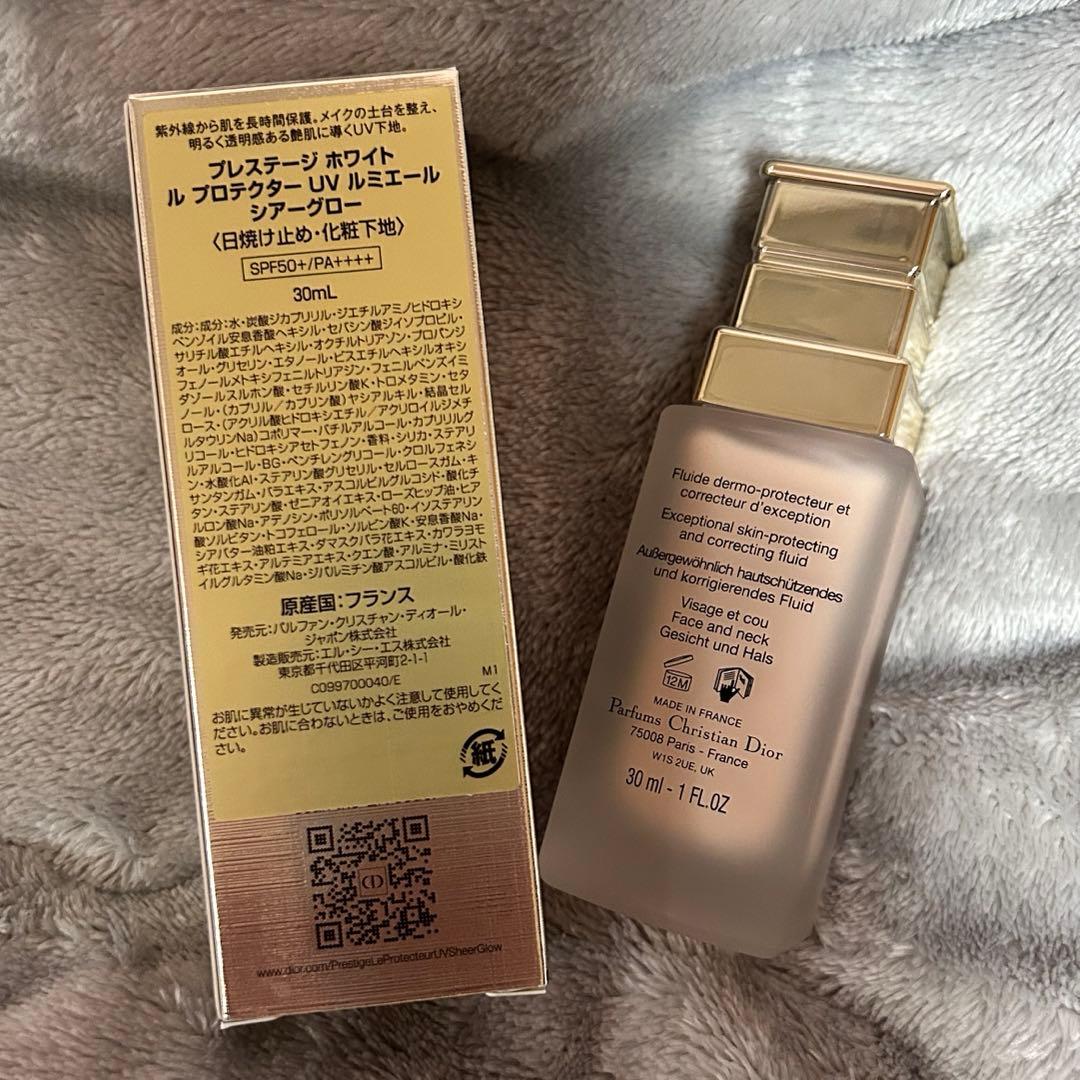 紫外線から肌を長時間保護。メイクの土台を整え、
明るく透明感ある艶肌に導くUV下地。
プレステージ ホワイト
ル プロテクター UV ルミエール
シアーグロー
〈日焼け止め・化粧下地〉
SPF50+/PA++++
30mL
成分:成分:水・炭酸ジカプリリル・ジエチルアミノヒドロキシ
ベンゾイル安息香酸ヘキシル・セバシン酸ジイソプロピル・
サリチル酸エチルヘキシル・オクチルトリアゾン・プロパンジ
オール・グリセリン・エタノール・ビスエチルヘキシルオキシ
フェノールメトキシフェニルトリアジン・フェニルベンズイミ
ダゾールスルホン酸・セチルリン酸K・トロメタミン・セタ
ノール・(カプリル/カプリン酸)ヤシアルキル・結晶セル
ロース・(アクリル酸ヒドロキシエチル/アクリロイルジメチ
ルタウリンNa)コポリマー・バチルアルコール・カプリリルグ
リコール・ヒドロキシアセトフェノン・香料・シリカ・ステアリ
ルアルコール・BG・ペンチレングリコール・クロルフェネシ
ン・水酸化Al・ステアリン酸グリセリル・セルロースガム・キ
サンタンガム・バラエキス・アスコルビルグルコシド・酸化チ
タン・ステアリン酸・ゼニアオイエキス・ローズヒップ油・ヒア
ルロン酸Na・アデノシン・ポリソルベート60・イソステアリン
酸ソルビタン・トコフェロール・ソルビン酸K・安息香酸Na・
シアバター油粕エキス・ダマスクバラ花エキス・カワラヨモ
ギ花エキス・アルテミアエキス・クエン酸・アルミナ・ミリスト
イルグルタミン酸Na・ジパルミチン酸アスコルビル・酸化鉄
原産国:フランス
発売元:パルファン・クリスチャン・ディオール・
ジャポン株式会社
製造販売元:エル・シー・エス株式会社
東京都千代田区平河町2-1-1
C099700040/E
M1
お肌に異常が生じていないかよく注意して使用してく
ださい。お肌に合わないときは、ご使用をおやめくだ
さい。
紙
CD
www.dior.com/PrestigeLeProtecteurUVSheerGlow
Fluide dermo-protecteur et
correcteur d'exception
Exceptional skin-protecting
and correcting fluid
Außergewöhnlich hautschützendes
und korrigierendes Fluid
Visage et cou
Face and neck
Gesicht und Hals
12M
MADE IN FRANCE
Parfums Christian Dior
75008 Paris - France
W1S 2UE, UK
30 ml - 1 FL.OZ